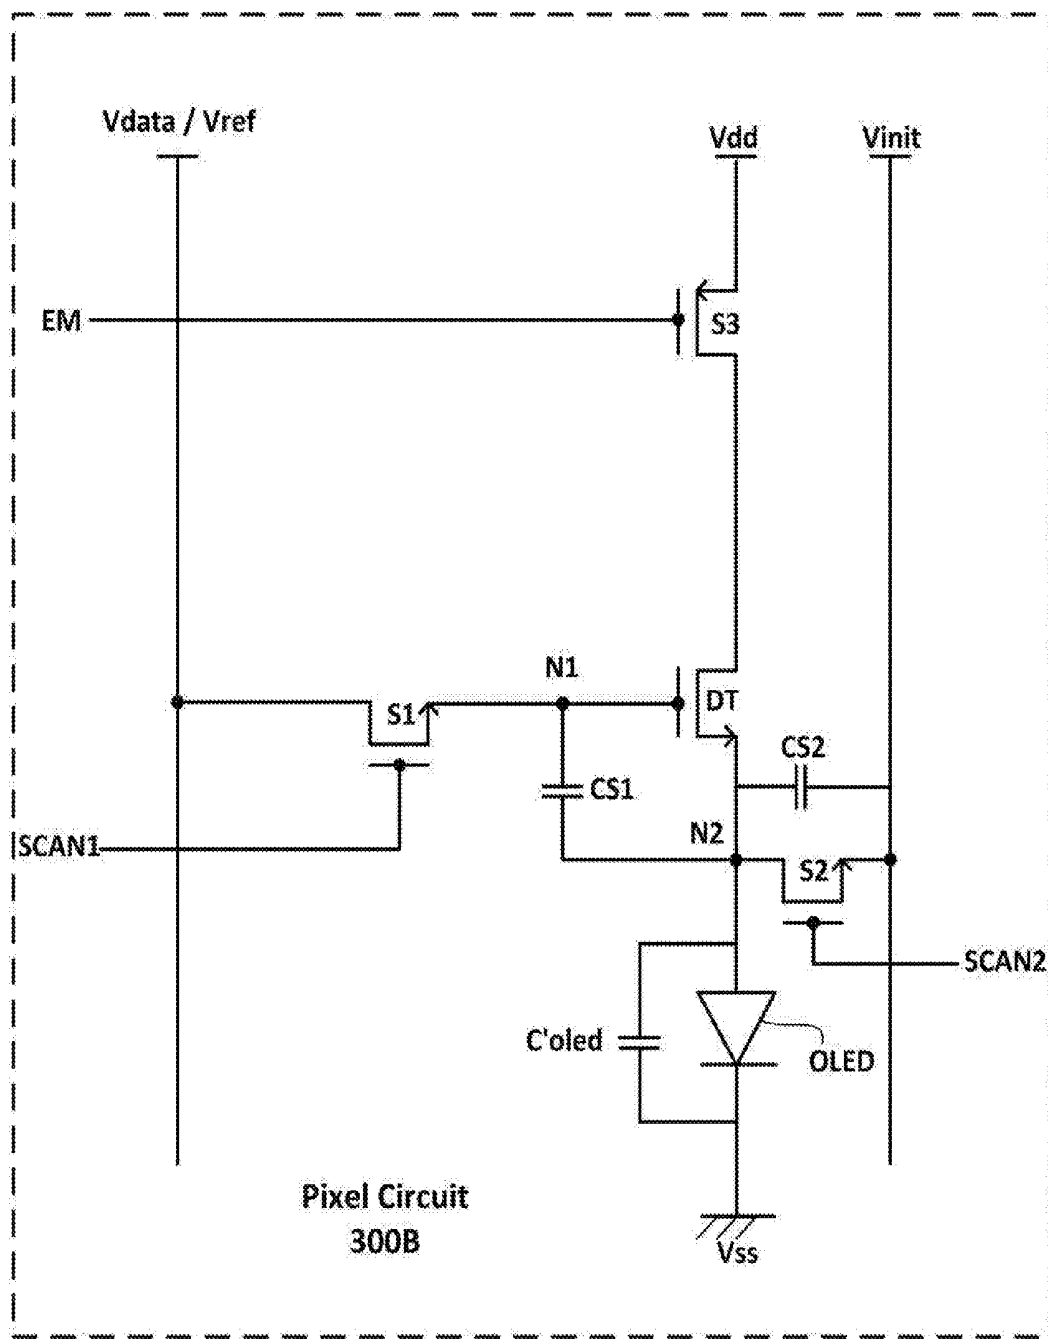 Vdata / Vref
Vdd
Vinit
EM
S3
N1
S1
DT
CS2
CS1
N2
SCAN1
S2
SCAN2
C'oled
OLED
Pixel Circuit
300B
Vss